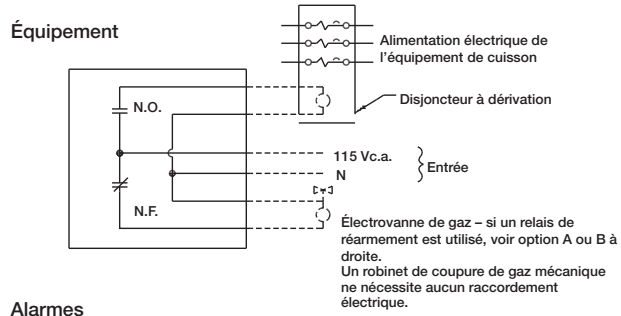 Équipement
Alimentation électrique de
l'équipement de cuisson
Disjoncteur à dérivation
N.O.
115 Vc.a.
Entrée
N
N.F.
Électrovanne de gaz – si un relais de
réarmement est utilisé, voir option A ou B à
droite.
Un robinet de coupure de gaz mécanique
ne nécessite aucun raccordement
électrique.
Alarmes